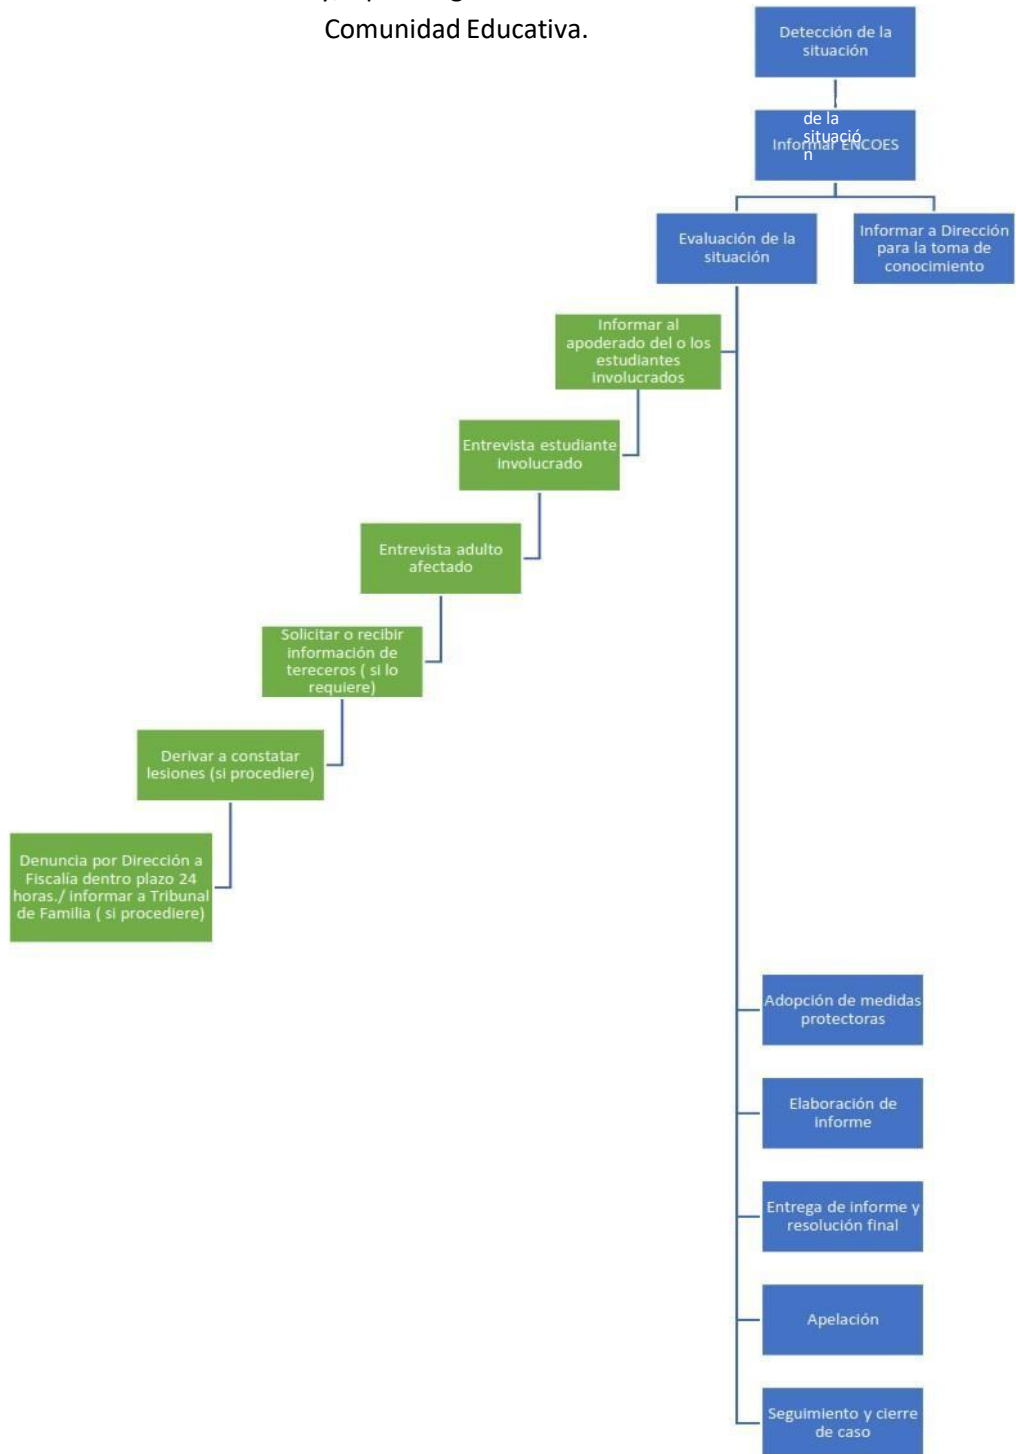 Comunidad Educativa.
Detección de la
situación
de la
situació
n
Informar ENCOES
Evaluación de la
situación
Informar a Dirección
para la toma de
conocimiento
Informar al
apoderado del o los
estudiantes
involucrados
Entrevista estudiante
involucrado
Entrevista adulto
afectado
Solicitar o recibir
información de
tereceros ( si lo
requiere)
Derivar a constatar
lesiones (si procediere)
Denuncia por Dirección a
Fiscalía dentro plazo 24
horas./ informar a Tribunal
de Familia ( si procediere)
Adopción de medidas
protectoras
Elaboración de
informe
Entrega de informe y
resolución final
Apelación
Seguimiento y cierre
de caso